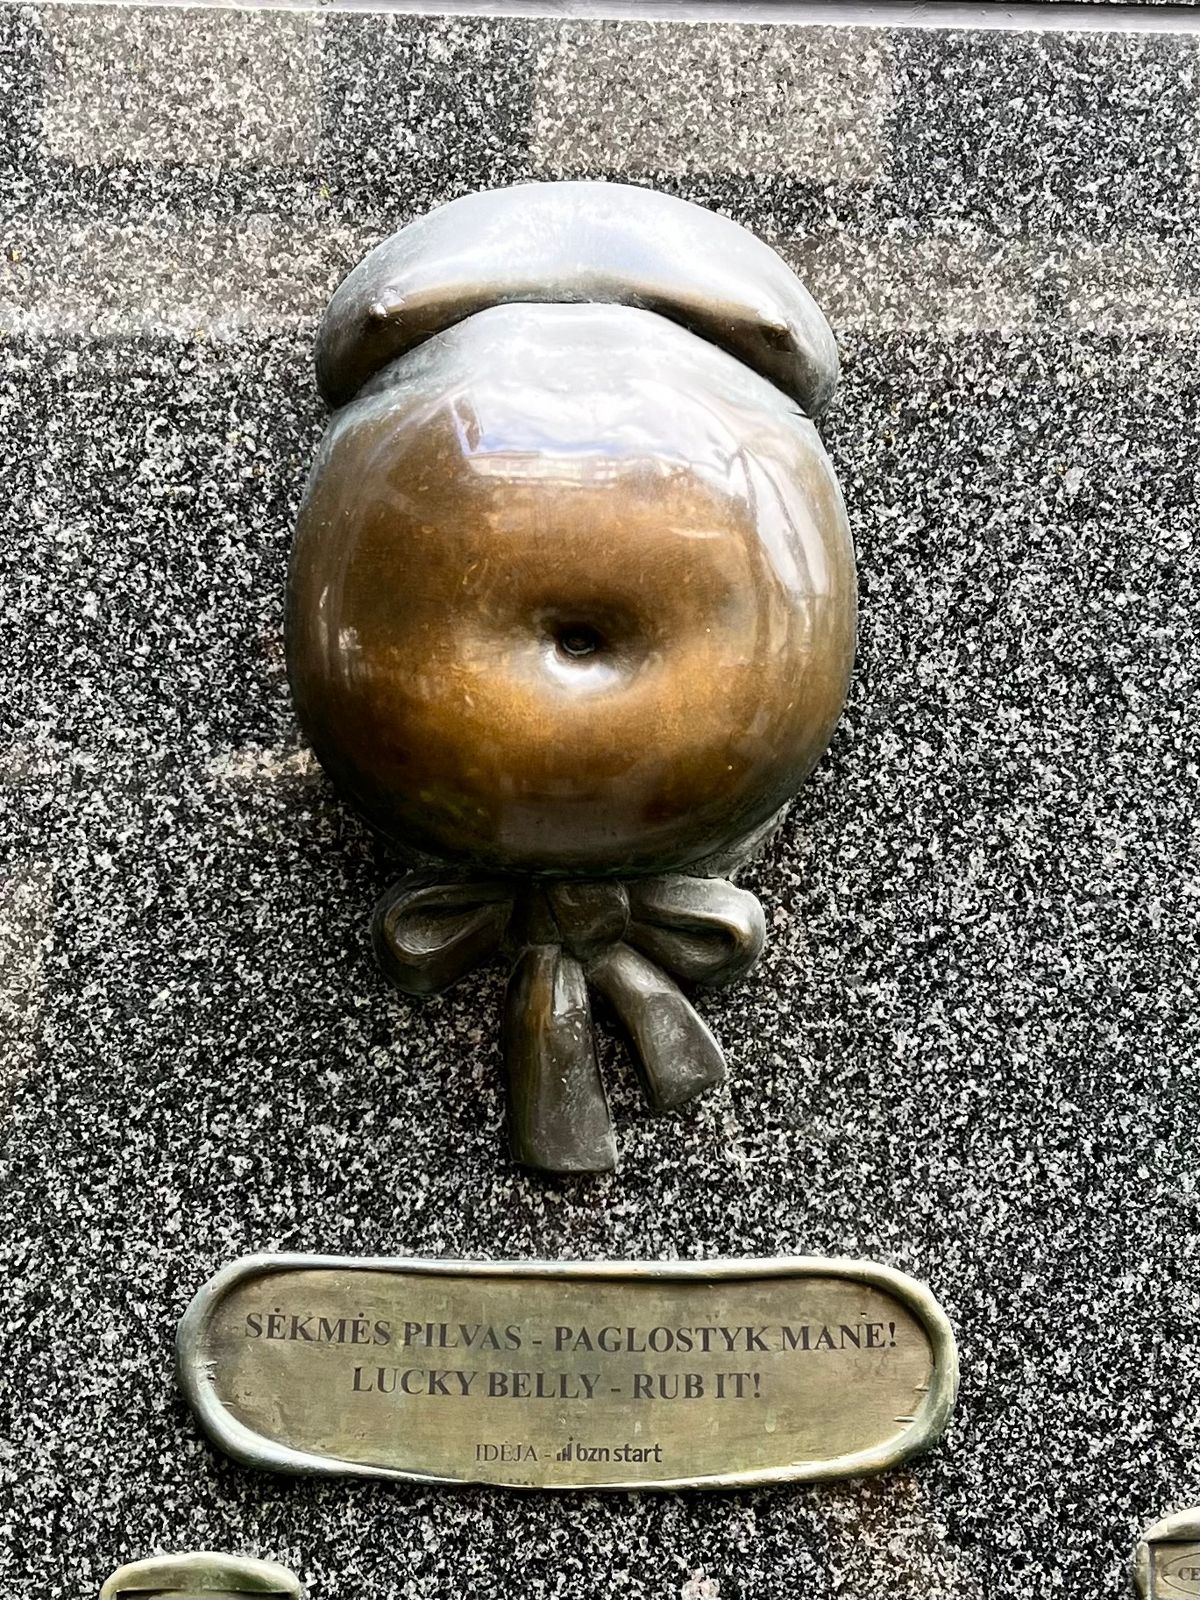 SĖKMĖS PILVAS - PAGLOSTYK MANE!
LUCKY BELLY - RUB IT!
IDĖJA - bzn start